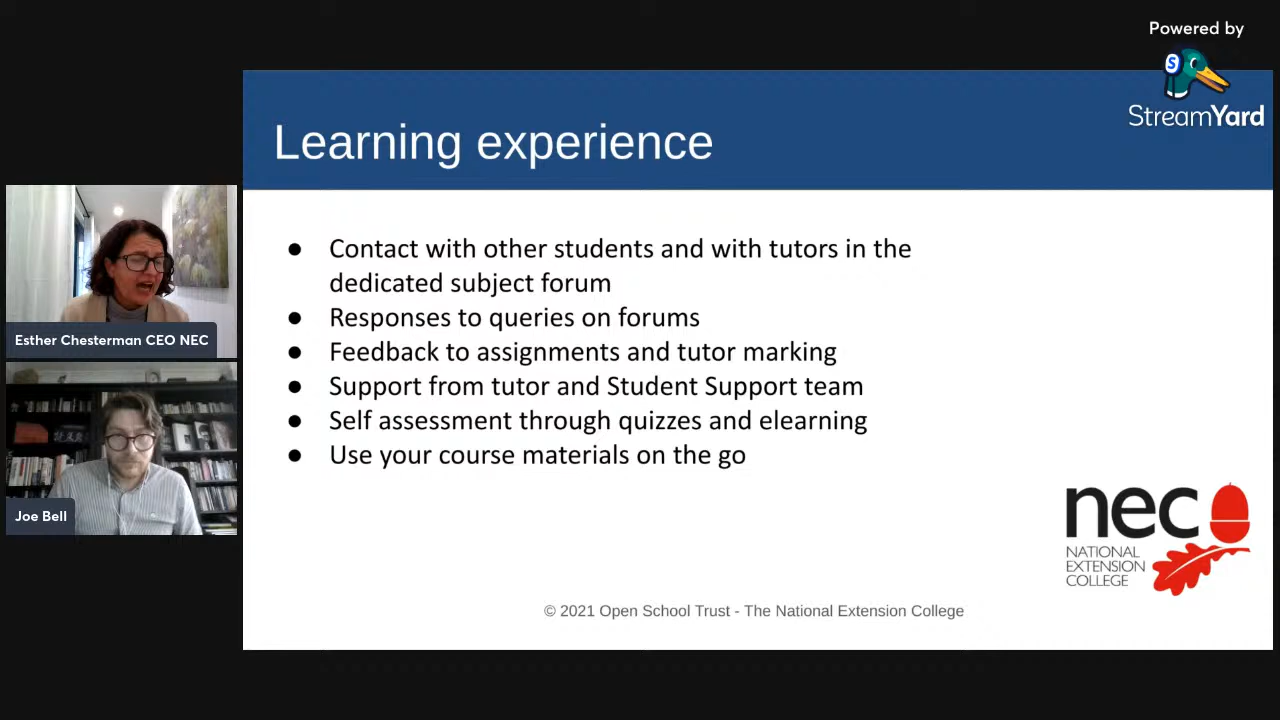 Powered by
StreamYard
Learning experience
● Contact with other students and with tutors in the
dedicated subject forum
● Responses to queries on forums
● Feedback to assignments and tutor marking
● Support from tutor and Student Support team
● Self assessment through quizzes and elearning
● Use your course materials on the go
Esther Chesterman CEO NEC
Joe Bell
nec
NATIONAL
EXTENSION
COLLEGE
© 2021 Open School Trust - The National Extension College